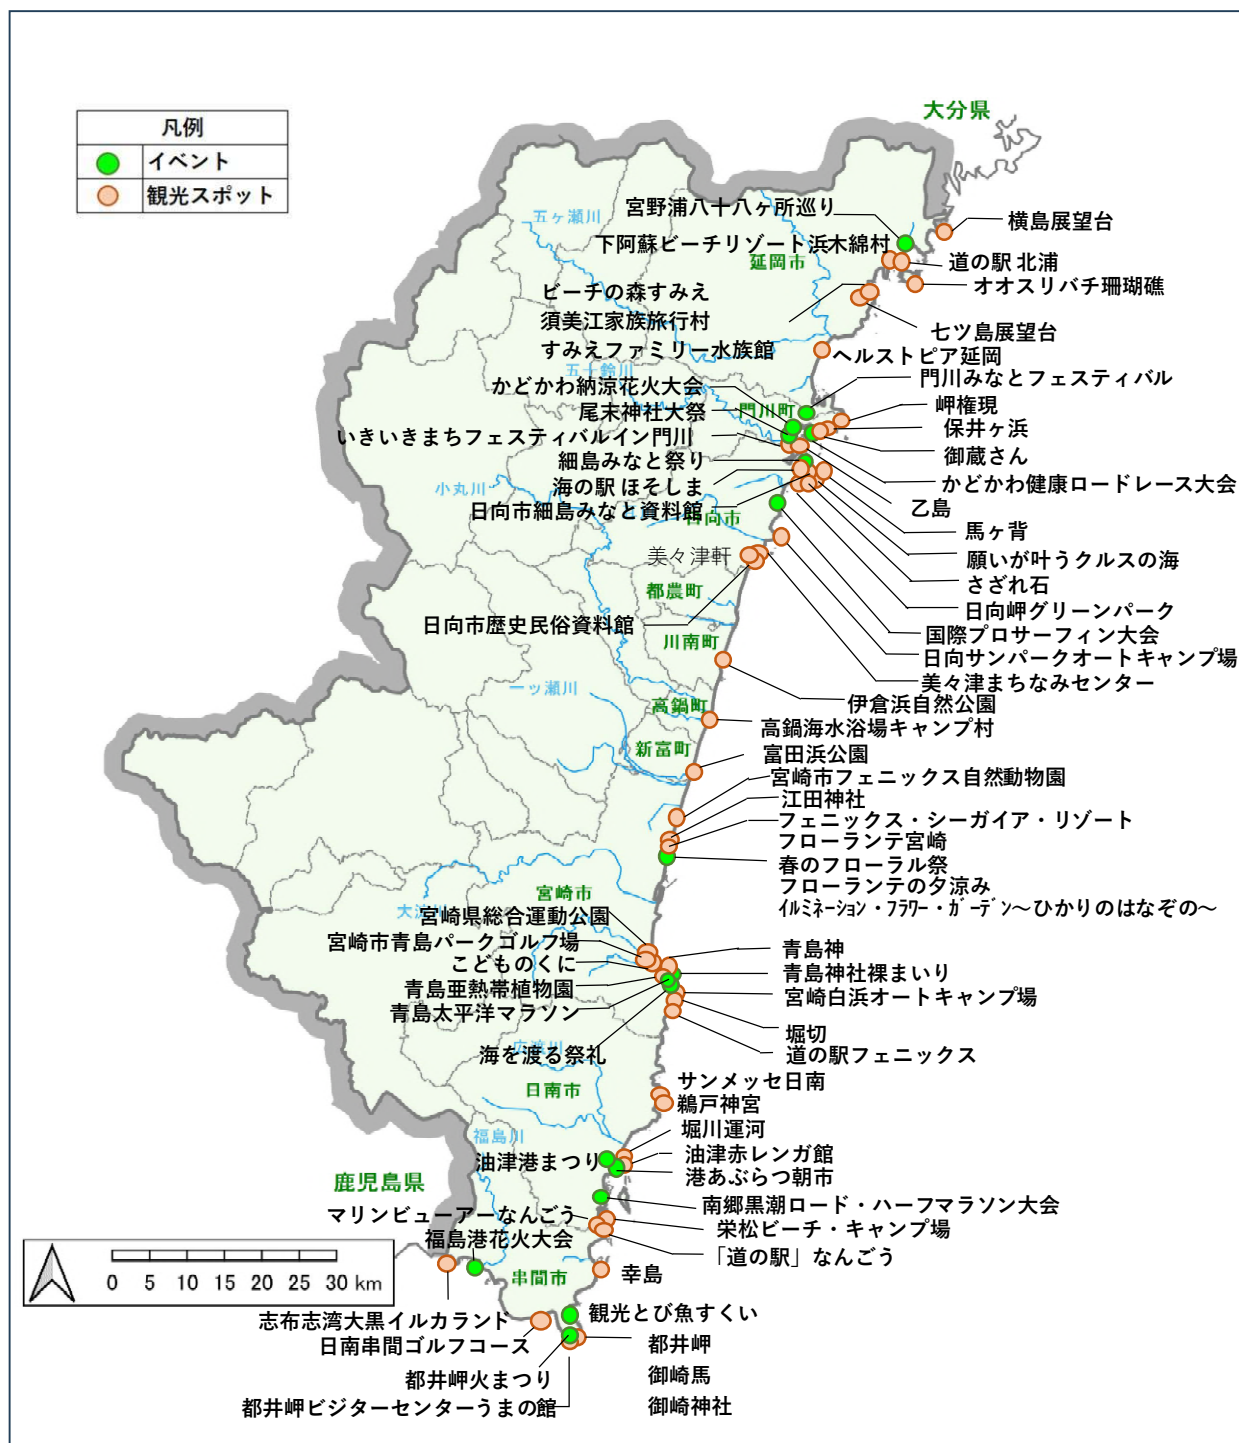 大分県
凡例
イベント
観光スポット
宮野浦八十八ヶ所巡り
五ヶ瀬川
横島展望台
下阿蘇ビーチリゾート浜木綿村
延岡市
道の駅 北浦
オオスリバチ珊瑚礁
ビーチの森すみえ
須美江家族旅行村
七ツ島展望台
すみえファミリー水族館
ヘルストピア延岡
五十鈴川
門川みなとフェスティバル
かどかわ納涼花火大会
門川町
岬権現
尾末神社大祭
保井ヶ浜
いきいきまちフェスティバルイン門川
御蔵さん
細島みなと祭り
小丸川
海の駅 ほそしま
かどかわ健康ロードレース大会
日向市細島みなと資料館
日向市
乙島
馬ヶ背
美々津軒
願いが叶うクルスの海
さざれ石
都農町
日向岬グリーンパーク
日向市歴史民俗資料館
国際プロサーフィン大会
川南町
日向サンパークオートキャンプ場
美々津まちなみセンター
一ッ瀬川
伊倉浜自然公園
高鍋町
高鍋海水浴場キャンプ村
新富町
富田浜公園
宮崎市フェニックス自然動物園
江田神社
フェニックス・シーガイア・リゾート
フローランテ宮崎
春のフローラル祭
フローランテの夕涼み
宮崎市
大淀川
ｲﾙﾐﾈｰｼｮﾝ・ﾌﾗﾜｰ・ｶﾞｰﾃﾞﾝ～ひかりのはなぞの～
宮崎県総合運動公園
宮崎市青島パークゴルフ場
青島神
こどものくに
青島神社裸まいり
青島亜熱帯植物園
宮崎白浜オートキャンプ場
青島太平洋マラソン
堀切
広渡川
海を渡る祭礼
道の駅フェニックス
日南市
サンメッセ日南
鵜戸神宮
福島川
堀川運河
油津港まつり
油津赤レンガ館
港あぶらつ朝市
鹿児島県
南郷黒潮ロード・ハーフマラソン大会
マリンビューアーなんごう
栄松ビーチ・キャンプ場
福島港花火大会
「道の駅」なんごう
0 5 10 15 20 25 30 km
串間市
幸島
志布志湾大黒イルカランド
観光とび魚すくい
日南串間ゴルフコース
都井岬
都井岬火まつり
御崎馬
都井岬ビジターセンターうまの館
御崎神社